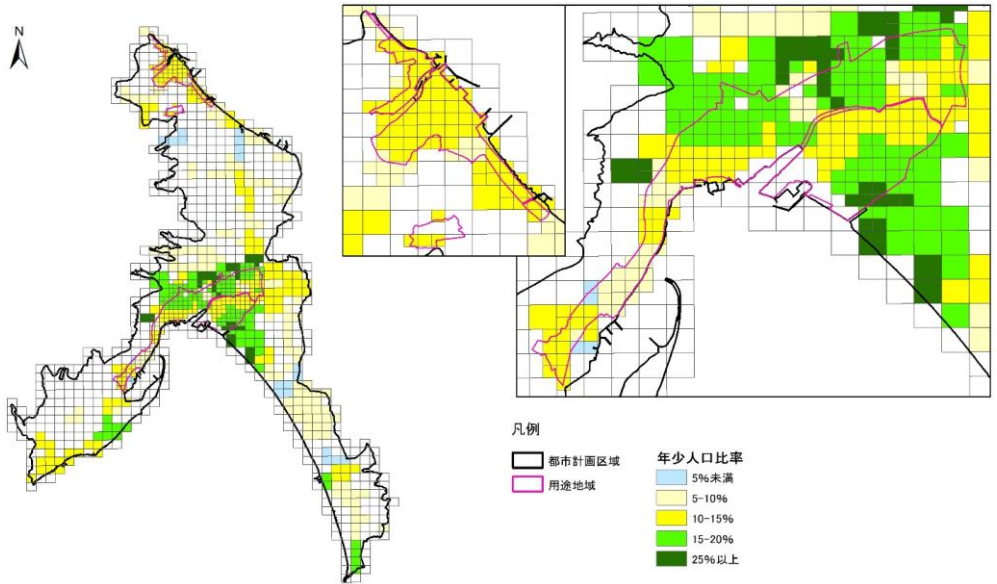 N
凡例
都市計画区域
用途地域
年少人口比率
5%未満
5-10%
10-15%
15-20%
25%以上